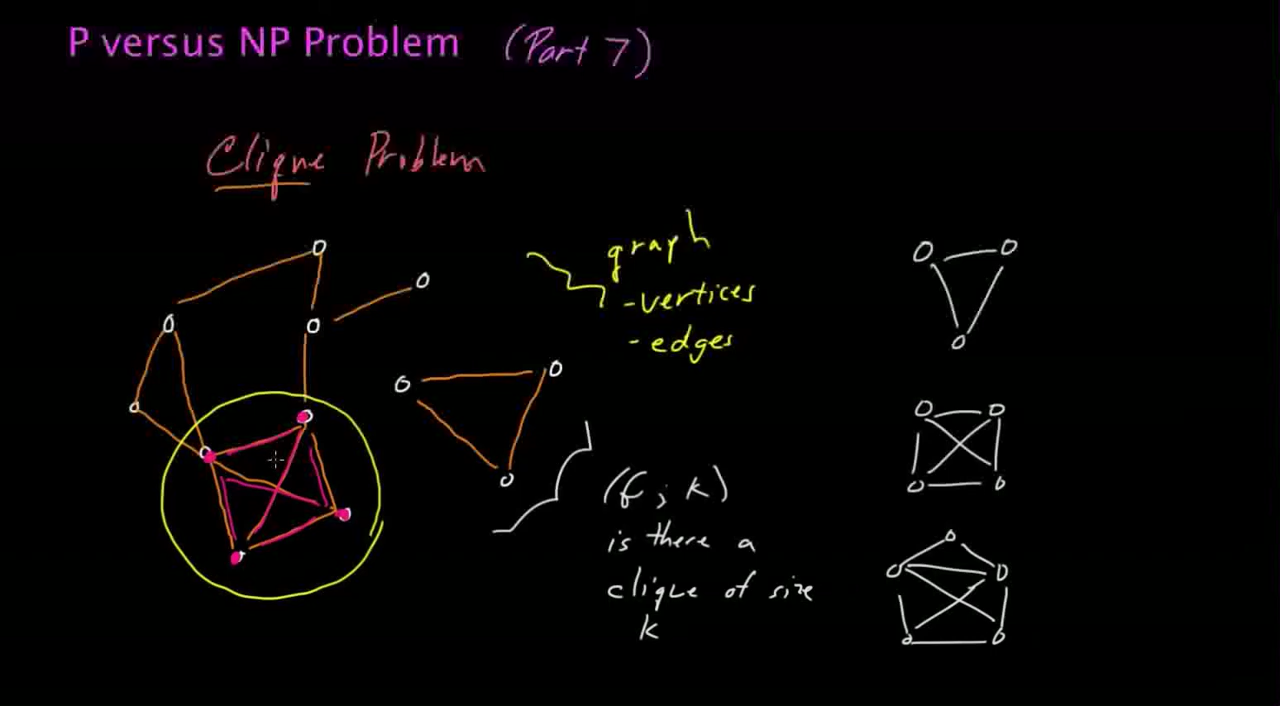 P versus NP Problem (Part 7)
Clique Problem
graph
-vertices
-edges
(G; k)
is there a
clique of size
k